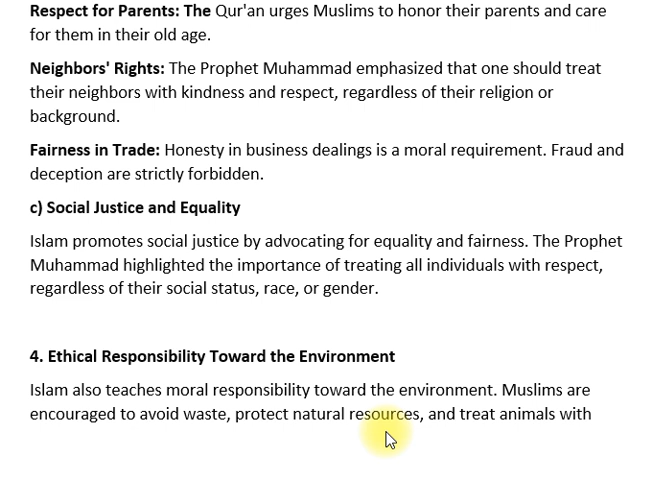 Respect for Parents: The Qur'an urges Muslims to honor their parents and care
for them in their old age.
Neighbors' Rights: The Prophet Muhammad emphasized that one should treat
their neighbors with kindness and respect, regardless of their religion or
background.
Fairness in Trade: Honesty in business dealings is a moral requirement. Fraud and
deception are strictly forbidden.
c) Social Justice and Equality
Islam promotes social justice by advocating for equality and fairness. The Prophet
Muhammad highlighted the importance of treating all individuals with respect,
regardless of their social status, race, or gender.
4. Ethical Responsibility Toward the Environment
Islam also teaches moral responsibility toward the environment. Muslims are
encouraged to avoid waste, protect natural resources, and treat animals with